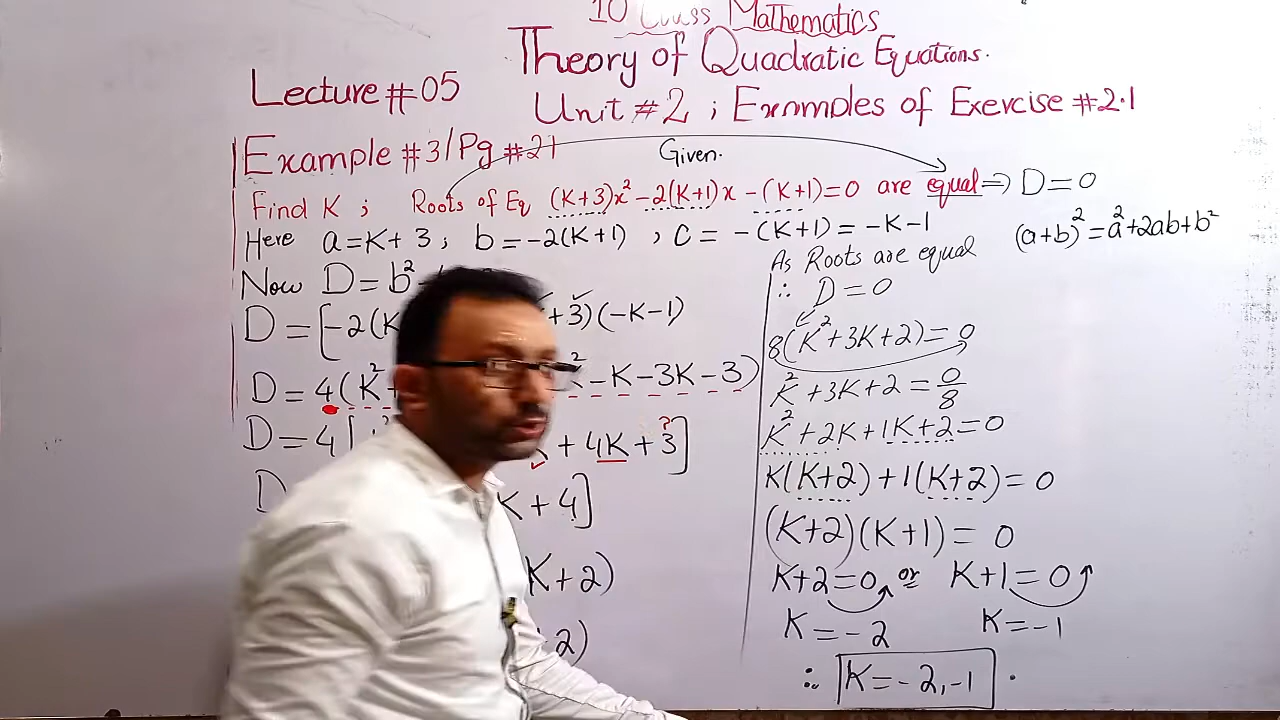 10 Class Mathematics
Theory of Quadratic Equations.
Lecture #05
Unit #2 ; Examples of Exercise #2.1
Example #3/Pg #21
Given.
Find K ; Roots of Eq (K+3)x²-2(K+1)x-(K+1)=0 are equal ⇒ D=0
Here a=K+3 ; b=-2(K+1) , c= -(K+1) = -K-1
(a+b)²=a²+2ab+b²
Now D=b²
D=[-2(K +3)(-K-1)
D=4(K² -K-3K-3)
D=4[ +4K+3]
D K+4]
K+2)
2)
As Roots are equal
∴ D=0
8(K²+3K+2)=0
K²+3K+2=0/8
K²+2K+1K+2=0
K(K+2)+1(K+2)=0
(K+2)(K+1)=0
K+2=0 or K+1=0
K=-2 K=-1
∴ K=-2,-1 .